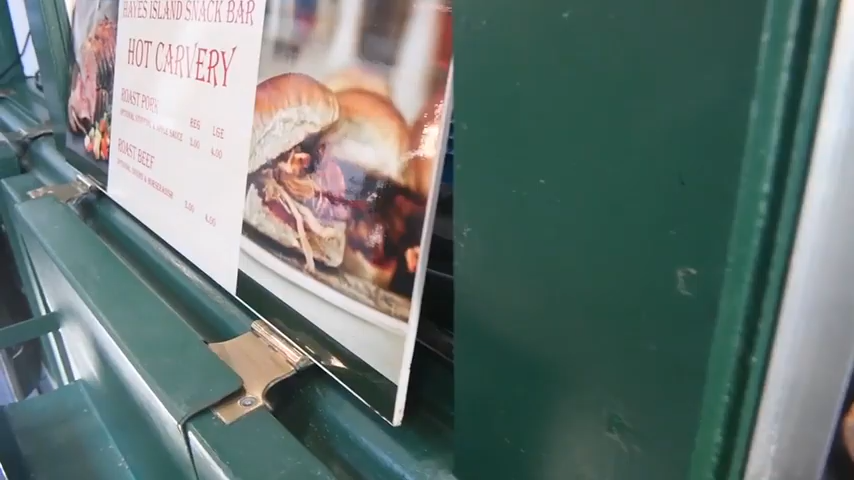 HAYES ISLAND SNACK BAR
HOT CARVERY
REG LGE
ROAST PORK
3.00 4.00
ROAST BEEF
3.00 4.00